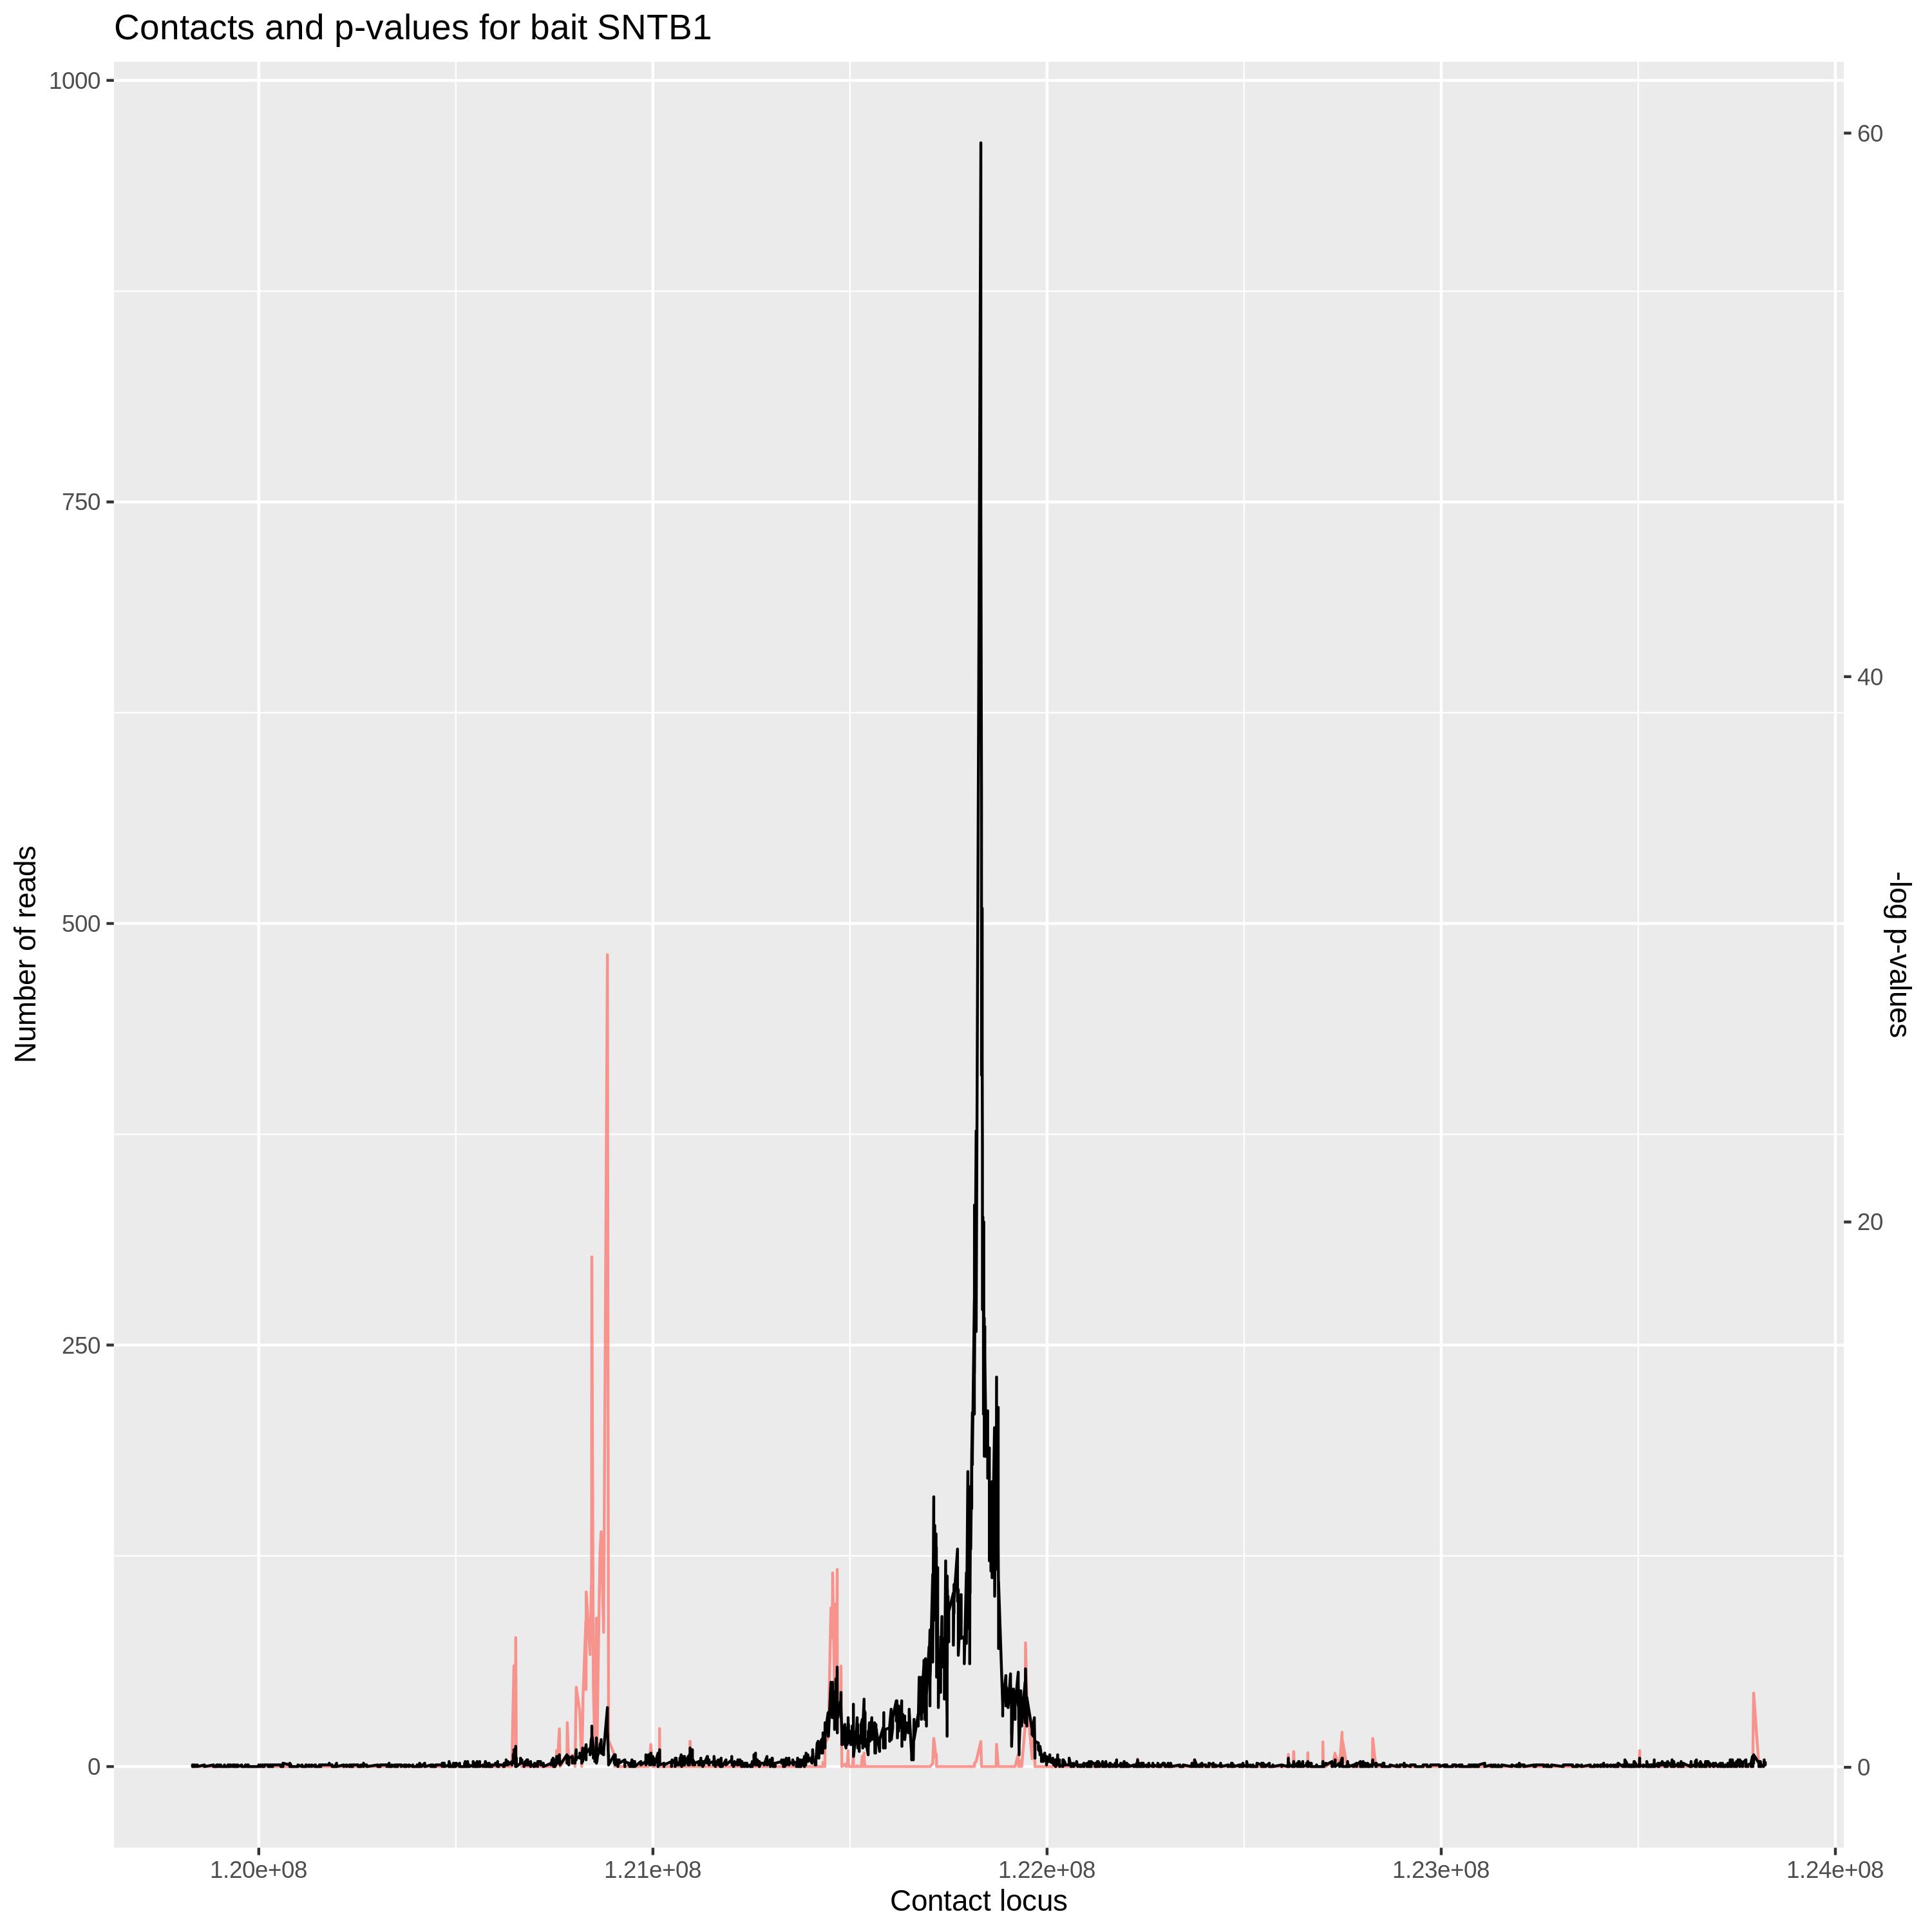 Contacts and p-values for bait SNTB1
1000
750
500
250
0
Number of reads
60
40
20
0
-log p-values
1.20e+08 1.21e+08 1.22e+08 1.23e+08 1.24e+08
Contact locus